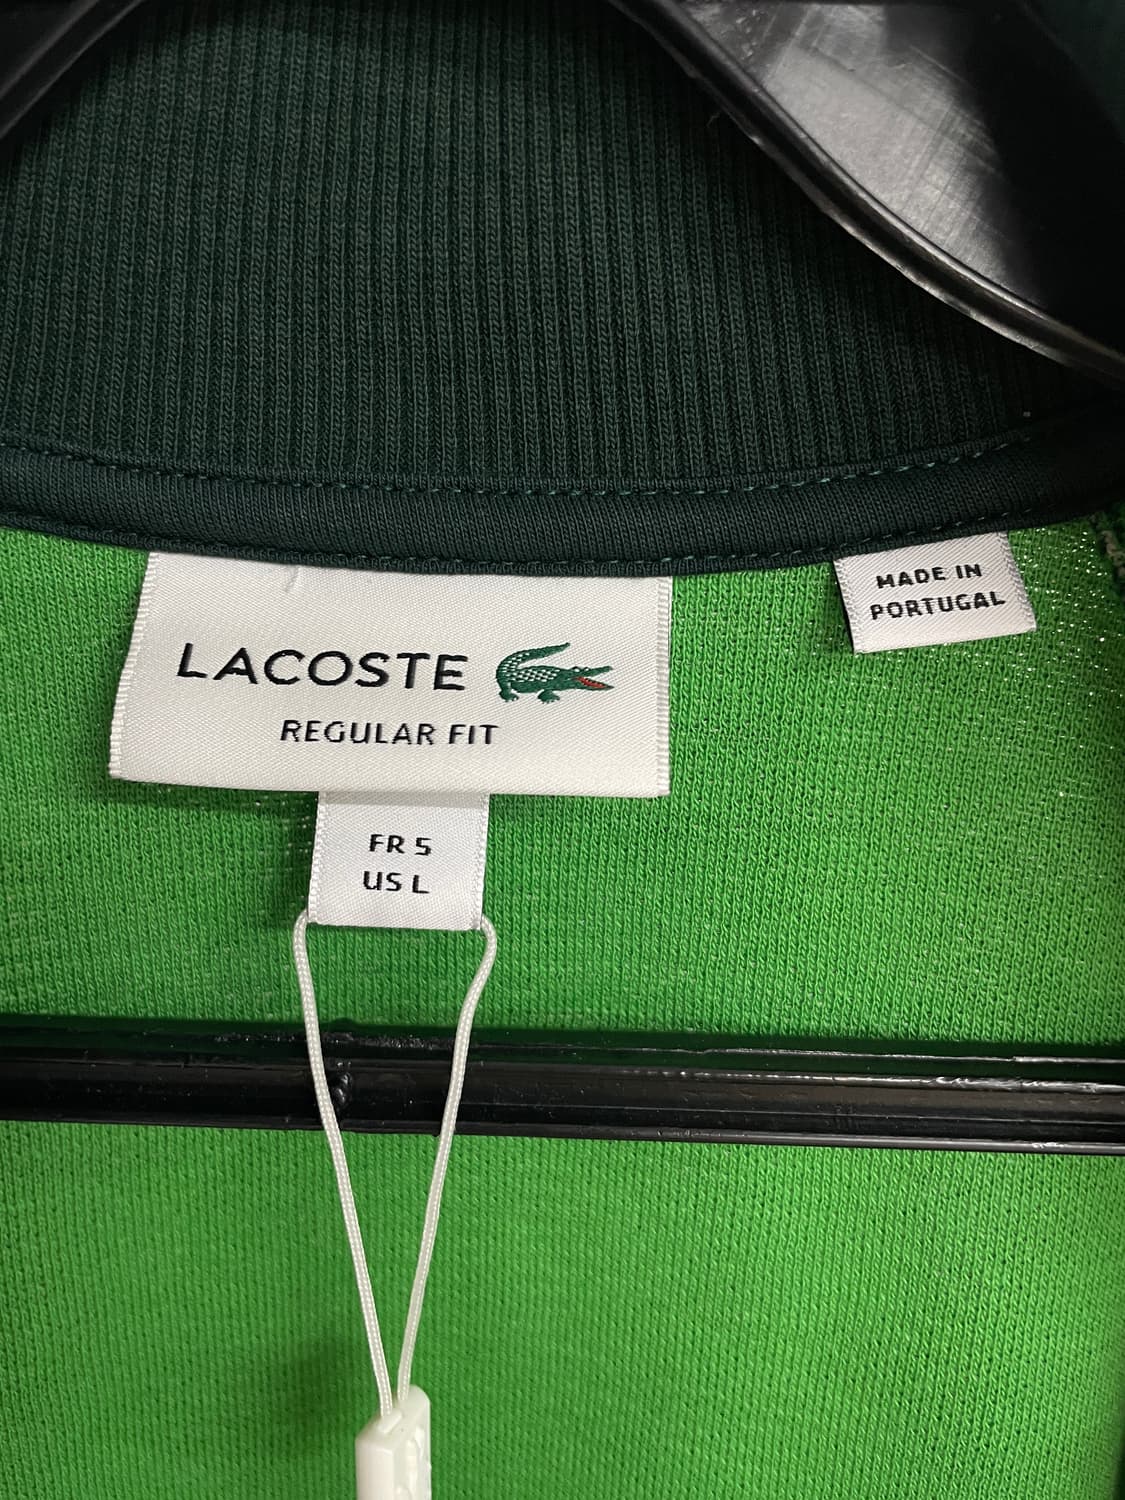 LACOSTE
REGULAR FIT
FR 5
US L
MADE IN
PORTUGAL